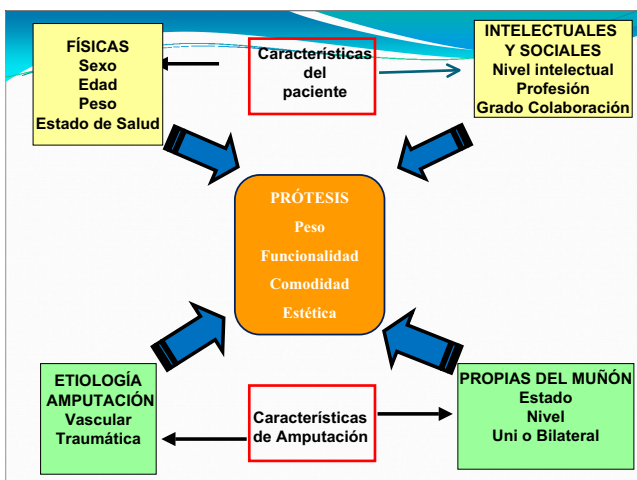 FÍSICAS
Sexo
Edad
Peso
Estado de Salud
Características
del
paciente
INTELECTUALES
Y SOCIALES
Nivel intelectual
Profesión
Grado Colaboración
PRÓTESIS
Peso
Funcionalidad
Comodidad
Estética
ETIOLOGÍA
AMPUTACIÓN
Vascular
Traumática
Características
de Amputación
PROPIAS DEL MUÑÓN
Estado
Nivel
Uni o Bilateral